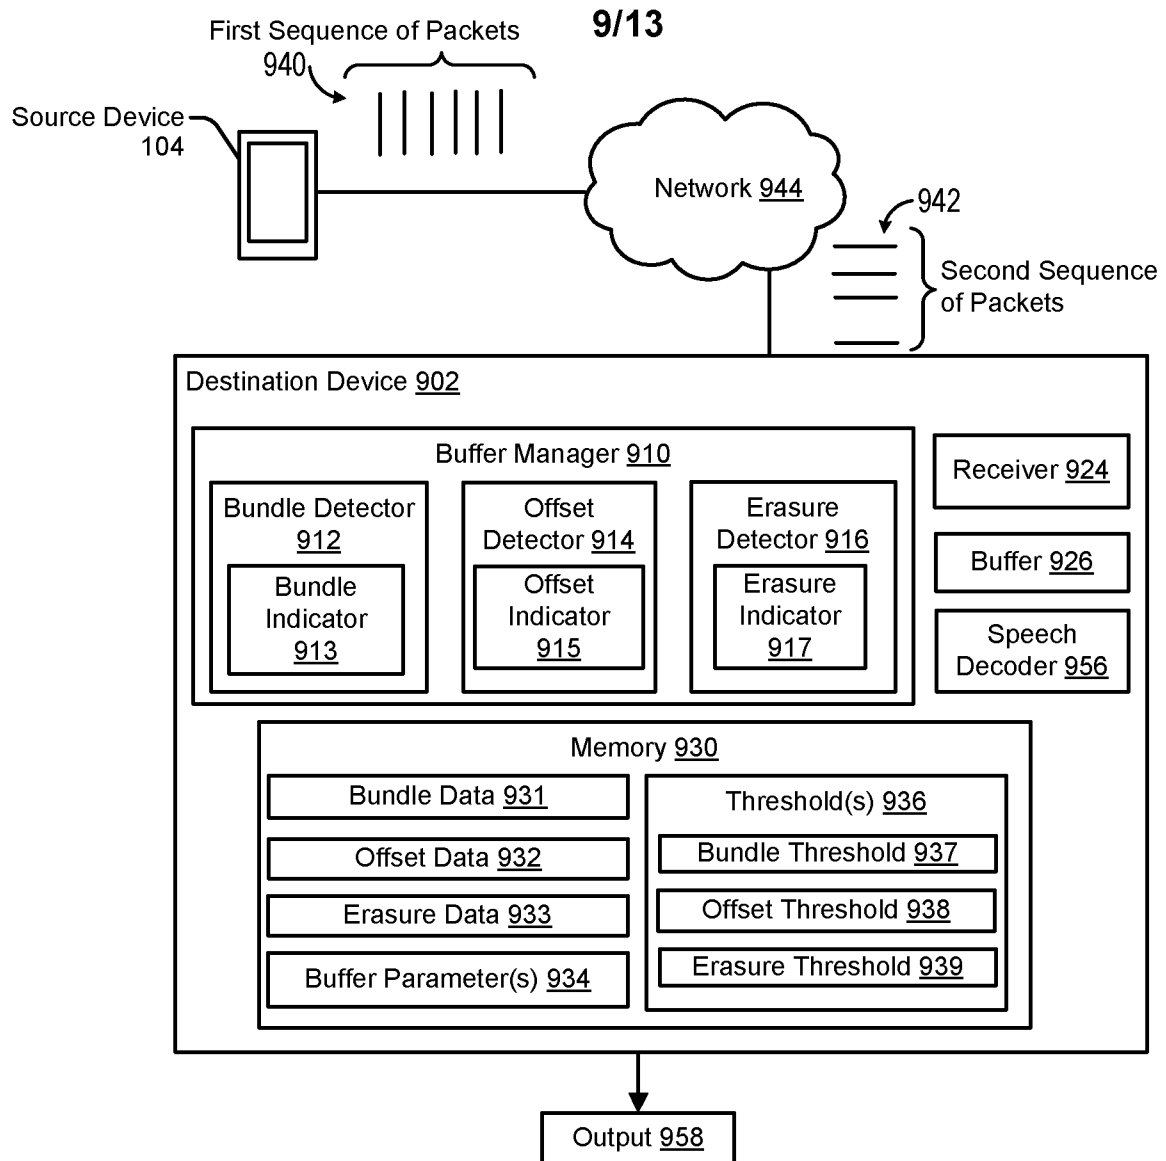 9/13
First Sequence of Packets
940
Source Device
104
Network 944
942
Second Sequence
of Packets
Destination Device 902
Buffer Manager 910
Bundle Detector
912
Bundle
Indicator
913
Offset
Detector 914
Offset
Indicator
915
Erasure
Detector 916
Erasure
Indicator
917
Receiver 924
Buffer 926
Speech
Decoder 956
Memory 930
Bundle Data 931
Offset Data 932
Erasure Data 933
Buffer Parameter(s) 934
Threshold(s) 936
Bundle Threshold 937
Offset Threshold 938
Erasure Threshold 939
Output 958